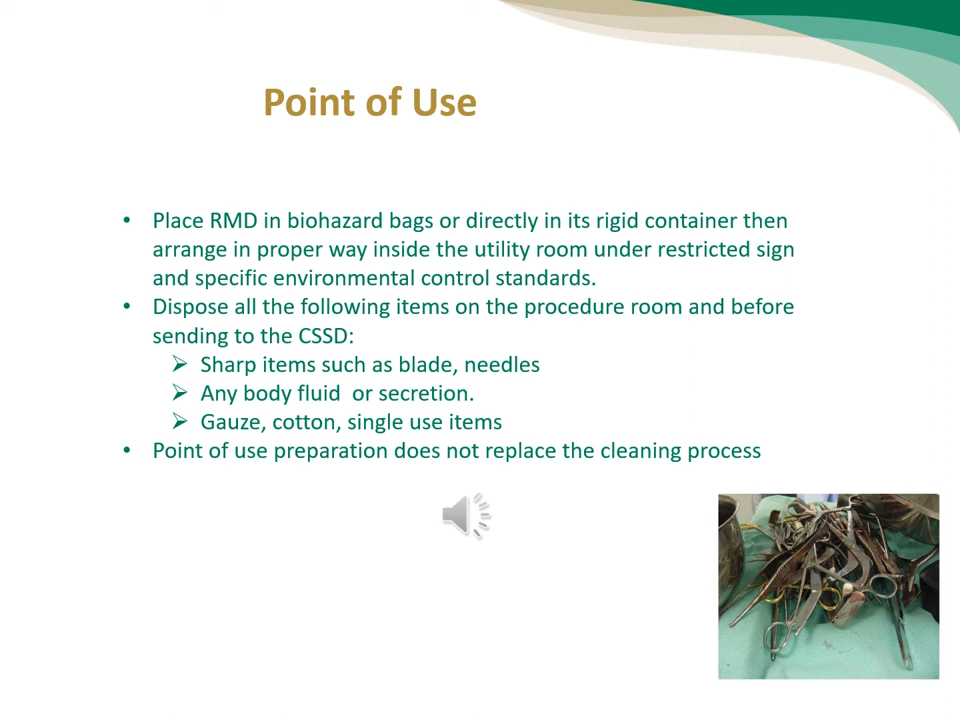 Point of Use
• Place RMD in biohazard bags or directly in its rigid container then
arrange in proper way inside the utility room under restricted sign
and specific environmental control standards.
• Dispose all the following items on the procedure room and before
sending to the CSSD:
➢ Sharp items such as blade, needles
➢ Any body fluid  or secretion.
➢ Gauze, cotton, single use items
• Point of use preparation does not replace the cleaning process